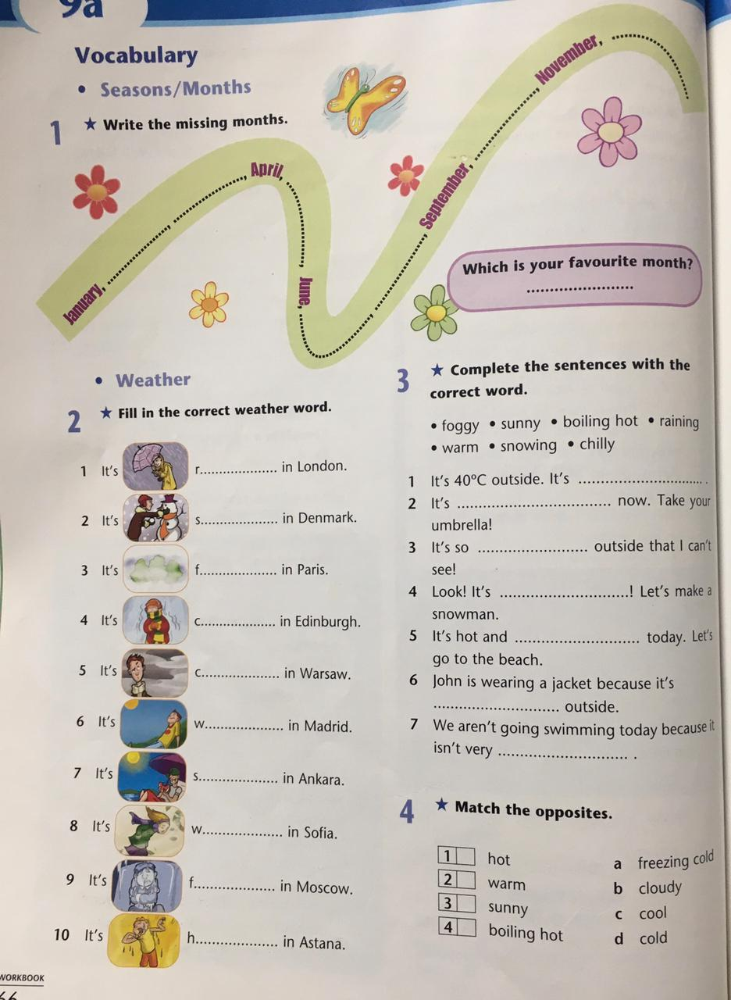 9a
Vocabulary
• Seasons/Months
1 ★ Write the missing months.
January, ...................., ...................., April,
...................., June, ...................., ....................,
September, ...................., November, ....................
Which is your favourite month?
......................
• Weather
2 ★ Fill in the correct weather word.
1 It's r.................... in London.
2 It's s.................... in Denmark.
3 It's f.................... in Paris.
4 It's c.................... in Edinburgh.
5 It's c.................... in Warsaw.
6 It's w.................... in Madrid.
7 It's s.................... in Ankara.
8 It's w.................... in Sofia.
9 It's f.................... in Moscow.
10 It's h.................... in Astana.
3 ★ Complete the sentences with the
correct word.
• foggy • sunny • boiling hot • raining
• warm • snowing • chilly
1 It's 40°C outside. It's ............................. .
2 It's .................................. now. Take your
umbrella!
3 It's so ......................... outside that I can't
see!
4 Look! It's .............................! Let's make a
snowman.
5 It's hot and ............................ today. Let's
go to the beach.
6 John is wearing a jacket because it's
............................ outside.
7 We aren't going swimming today because it
isn't very ............................. .
4 ★ Match the opposites.
1 hot a freezing cold
2 warm b cloudy
3 sunny c cool
4 boiling hot d cold
WORKBOOK
66